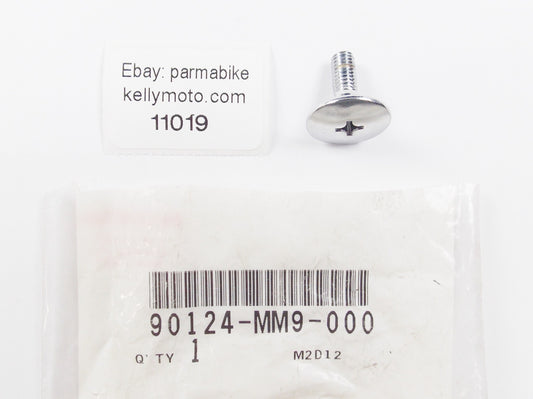 Ebay: parmabike
kellymoto.com
11019
90124-MM9-000
Q'TY 1 M2D12